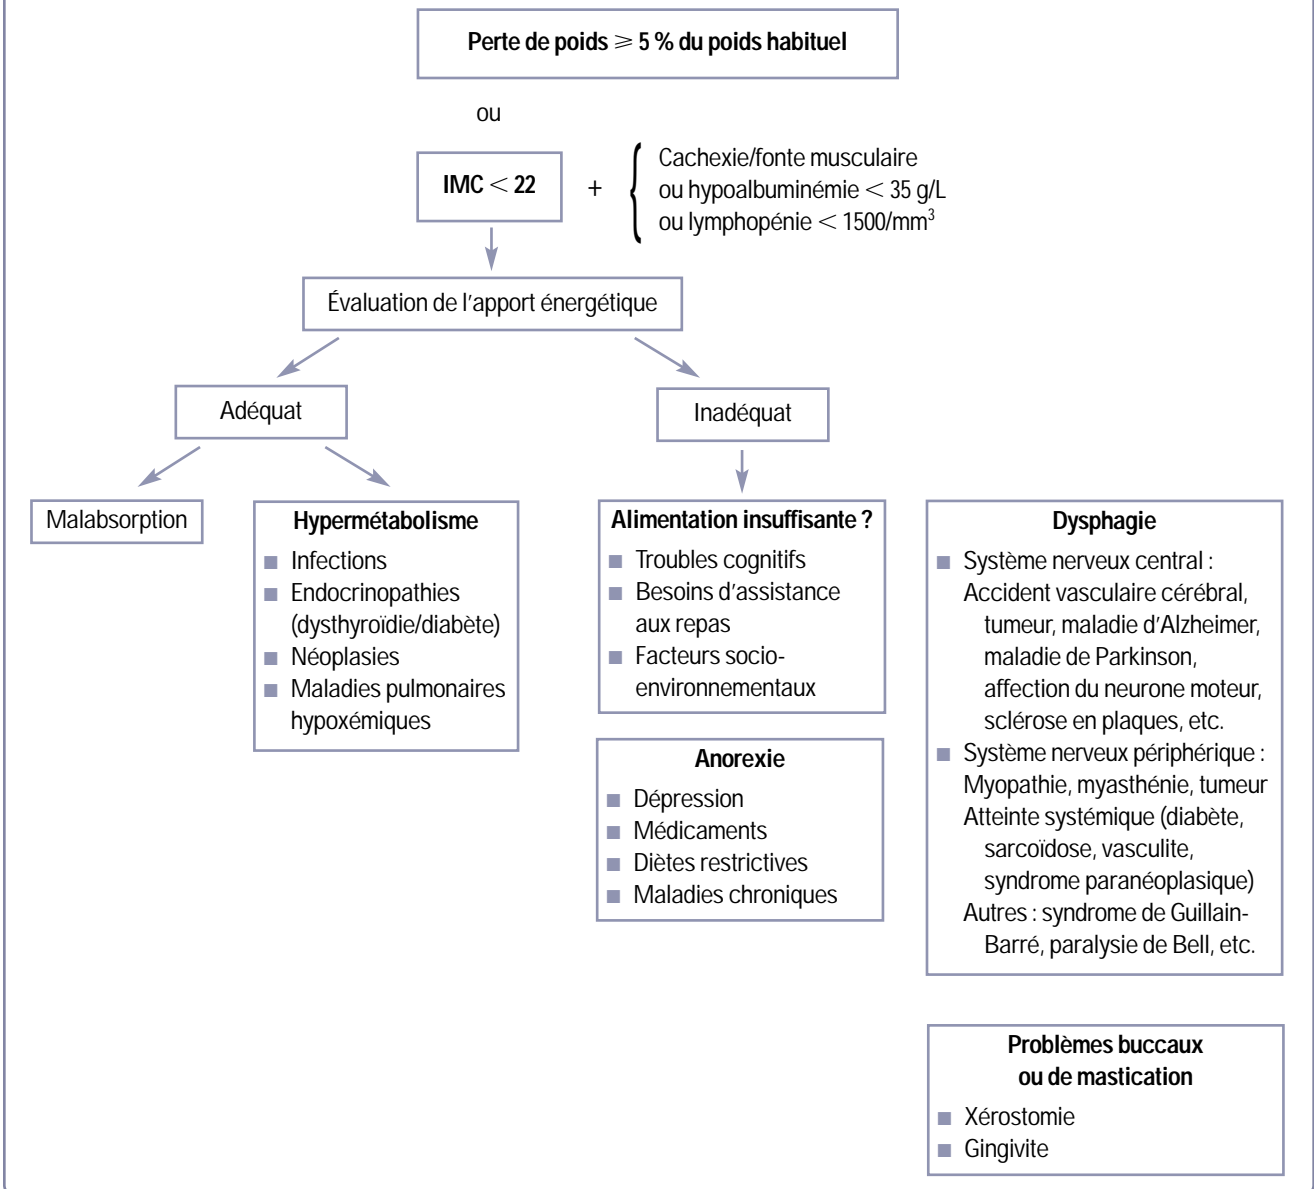 Perte de poids ⩾ 5 % du poids habituel
ou
IMC < 22
+
Cachexie/fonte musculaire
ou hypoalbuminémie < 35 g/L
ou lymphopénie < 1500/mm³
Évaluation de l'apport énergétique
Adéquat
Inadéquat
Malabsorption
Hypermétabolisme
■ Infections
■ Endocrinopathies
(dysthyroïdie/diabète)
■ Néoplasies
■ Maladies pulmonaires
hypoxémiques
Alimentation insuffisante ?
■ Troubles cognitifs
■ Besoins d'assistance
aux repas
■ Facteurs socio-
environnementaux
Anorexie
■ Dépression
■ Médicaments
■ Diètes restrictives
■ Maladies chroniques
Dysphagie
■ Système nerveux central :
Accident vasculaire cérébral,
tumeur, maladie d'Alzheimer,
maladie de Parkinson,
affection du neurone moteur,
sclérose en plaques, etc.
■ Système nerveux périphérique :
Myopathie, myasthénie, tumeur
Atteinte systémique (diabète,
sarcoïdose, vasculite,
syndrome paranéoplasique)
Autres : syndrome de Guillain-
Barré, paralysie de Bell, etc.
Problèmes buccaux
ou de mastication
■ Xérostomie
■ Gingivite